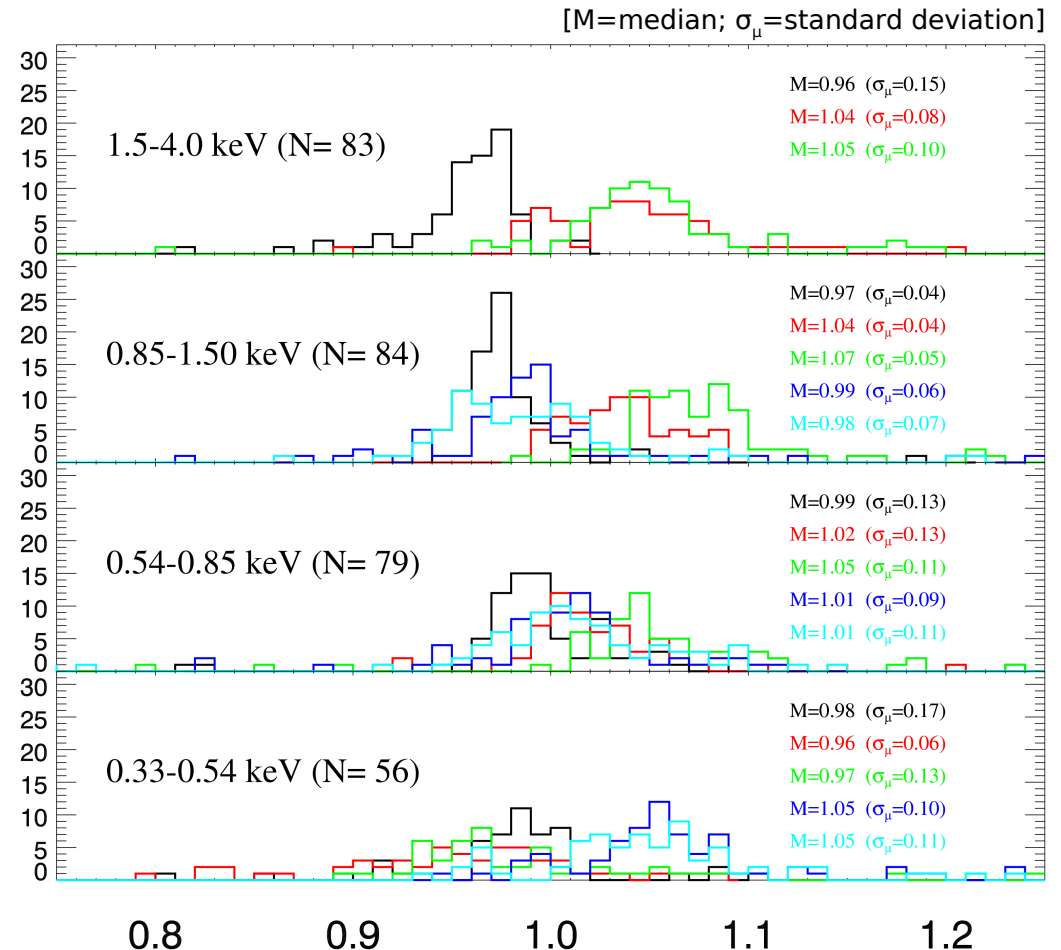 [M=median; σμ=standard deviation]
30
25
20
15
10
5
0
1.5-4.0 keV (N= 83)
M=0.96 (σμ=0.15)
M=1.04 (σμ=0.08)
M=1.05 (σμ=0.10)
30
25
20
15
10
5
0
0.85-1.50 keV (N= 84)
M=0.97 (σμ=0.04)
M=1.04 (σμ=0.04)
M=1.07 (σμ=0.05)
M=0.99 (σμ=0.06)
M=0.98 (σμ=0.07)
30
25
20
15
10
5
0
0.54-0.85 keV (N= 79)
M=0.99 (σμ=0.13)
M=1.02 (σμ=0.13)
M=1.05 (σμ=0.11)
M=1.01 (σμ=0.09)
M=1.01 (σμ=0.11)
30
25
20
15
10
5
0
0.33-0.54 keV (N= 56)
M=0.98 (σμ=0.17)
M=0.96 (σμ=0.06)
M=0.97 (σμ=0.13)
M=1.05 (σμ=0.10)
M=1.05 (σμ=0.11)
0.8 0.9 1.0 1.1 1.2